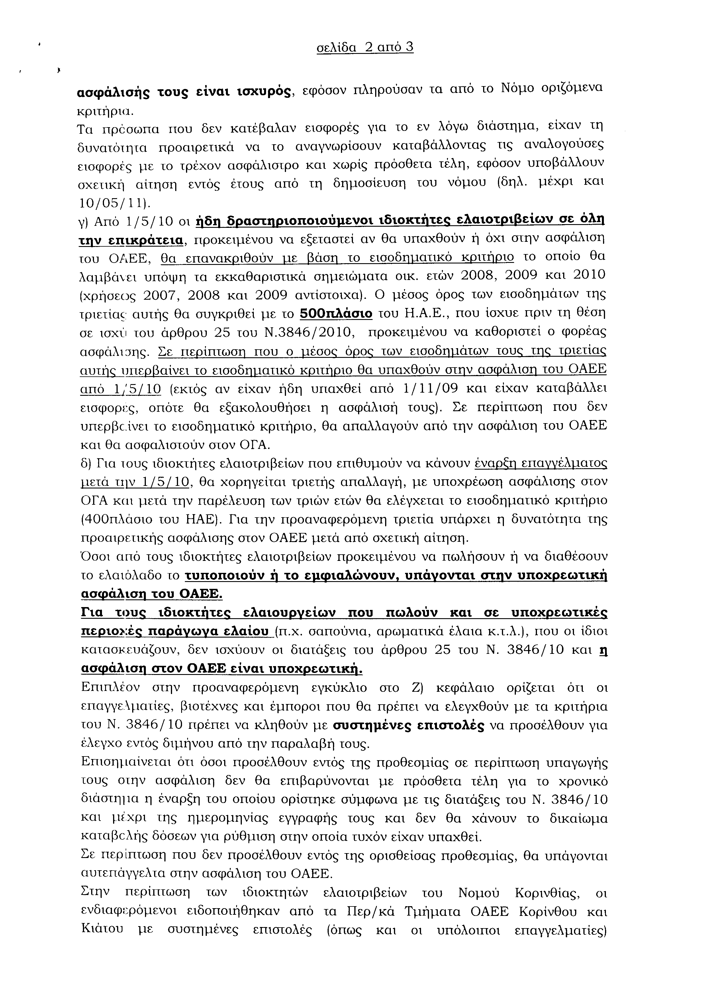 σελίδα 2 από 3
ασφάλισής τους είναι ισχυρός, εφόσον πληρούσαν τα από το Νόμο οριζόμενα
κριτήρια.
Τα πρόσωπα που δεν κατέβαλαν εισφορές για το εν λόγω διάστημα, είχαν τη
δυνατότητα προαιρετικά να το αναγνωρίσουν καταβάλλοντας τις αναλογούσες
εισφορές με το τρέχον ασφάλιστρο και χωρίς πρόσθετα τέλη, εφόσον υποβάλλουν
σχετική αίτηση εντός έτους από τη δημοσίευση του νόμου (δηλ. μέχρι και
10/05/11).
γ) Από 1/5/10 οι ήδη δραστηριοποιούμενοι ιδιοκτήτες ελαιοτριβείων σε όλη
την επικράτεια, προκειμένου να εξεταστεί αν θα υπαχθούν ή όχι στην ασφάλιση
του ΟΑΕΕ, θα επανακριθούν με βάση το εισοδηματικό κριτήριο το οποίο θα
λαμβάνει υπόψη τα εκκαθαριστικά σημειώματα οικ. ετών 2008, 2009 και 2010
(χρήσεως 2007, 2008 και 2009 αντίστοιχα). Ο μέσος όρος των εισοδημάτων της
τριετίας αυτής θα συγκριθεί με το 500πλάσιο του Η.Α.Ε., που ίσχυε πριν τη θέση
σε ισχύ του άρθρου 25 του Ν.3846/2010, προκειμένου να καθοριστεί ο φορέας
ασφάλισης. Σε περίπτωση που ο μέσος όρος των εισοδημάτων τους της τριετίας
αυτής υπερβαίνει το εισοδηματικό κριτήριο θα υπαχθούν στην ασφάλιση του ΟΑΕΕ
από 1/5/10 (εκτός αν είχαν ήδη υπαχθεί από 1/11/09 και είχαν καταβάλλει
εισφορές, οπότε θα εξακολουθήσει η ασφάλισή τους). Σε περίπτωση που δεν
υπερβαίνει το εισοδηματικό κριτήριο, θα απαλλαγούν από την ασφάλιση του ΟΑΕΕ
και θα ασφαλιστούν στον ΟΓΑ.
δ) Για τους ιδιοκτήτες ελαιοτριβείων που επιθυμούν να κάνουν έναρξη επαγγέλματος
μετά την 1/5/10, θα χορηγείται τριετής απαλλαγή, με υποχρέωση ασφάλισης στον
ΟΓΑ και μετά την παρέλευση των τριών ετών θα ελέγχεται το εισοδηματικό κριτήριο
(400πλάσιο του ΗΑΕ). Για την προαναφερόμενη τριετία υπάρχει η δυνατότητα της
προαιρετικής ασφάλισης στον ΟΑΕΕ μετά από σχετική αίτηση.
Όσοι από τους ιδιοκτήτες ελαιοτριβείων προκειμένου να πωλήσουν ή να διαθέσουν
το ελαιόλαδο το τυποποιούν ή το εμφιαλώνουν, υπάγονται στην υποχρεωτική
ασφάλιση του ΟΑΕΕ.
Για τους ιδιοκτήτες ελαιουργείων που πωλούν και σε υποχρεωτικές
περιοχές παράγωγα ελαίου (π.χ. σαπούνια, αρωματικά έλαια κ.τ.λ.), που οι ίδιοι
κατασκευάζουν, δεν ισχύουν οι διατάξεις του άρθρου 25 του Ν. 3846/10 και η
ασφάλιση στον ΟΑΕΕ είναι υποχρεωτική.
Επιπλέον στην προαναφερόμενη εγκύκλιο στο Ζ) κεφάλαιο ορίζεται ότι οι
επαγγελματίες, βιοτέχνες και έμποροι που θα πρέπει να ελεγχθούν με τα κριτήρια
του Ν. 3846/10 πρέπει να κληθούν με συστημένες επιστολές να προσέλθουν για
έλεγχο εντός διμήνου από την παραλαβή τους.
Επισημαίνεται ότι όσοι προσέλθουν εντός της προθεσμίας σε περίπτωση υπαγωγής
τους στην ασφάλιση δεν θα επιβαρύνονται με πρόσθετα τέλη για το χρονικό
διάστημα η έναρξη του οποίου ορίστηκε σύμφωνα με τις διατάξεις του Ν. 3846/10
και μέχρι της ημερομηνίας εγγραφής τους και δεν θα χάνουν το δικαίωμα
καταβολής δόσεων για ρύθμιση στην οποία τυχόν είχαν υπαχθεί.
Σε περίπτωση που δεν προσέλθουν εντός της ορισθείσας προθεσμίας, θα υπάγονται
αυτεπάγγελτα στην ασφάλιση του ΟΑΕΕ.
Στην περίπτωση των ιδιοκτητών ελαιοτριβείων του Νομού Κορινθίας, οι
ενδιαφερόμενοι ειδοποιήθηκαν από τα Περ/κά Τμήματα ΟΑΕΕ Κορίνθου και
Κιάτου με συστημένες επιστολές (όπως και οι υπόλοιποι επαγγελματίες)